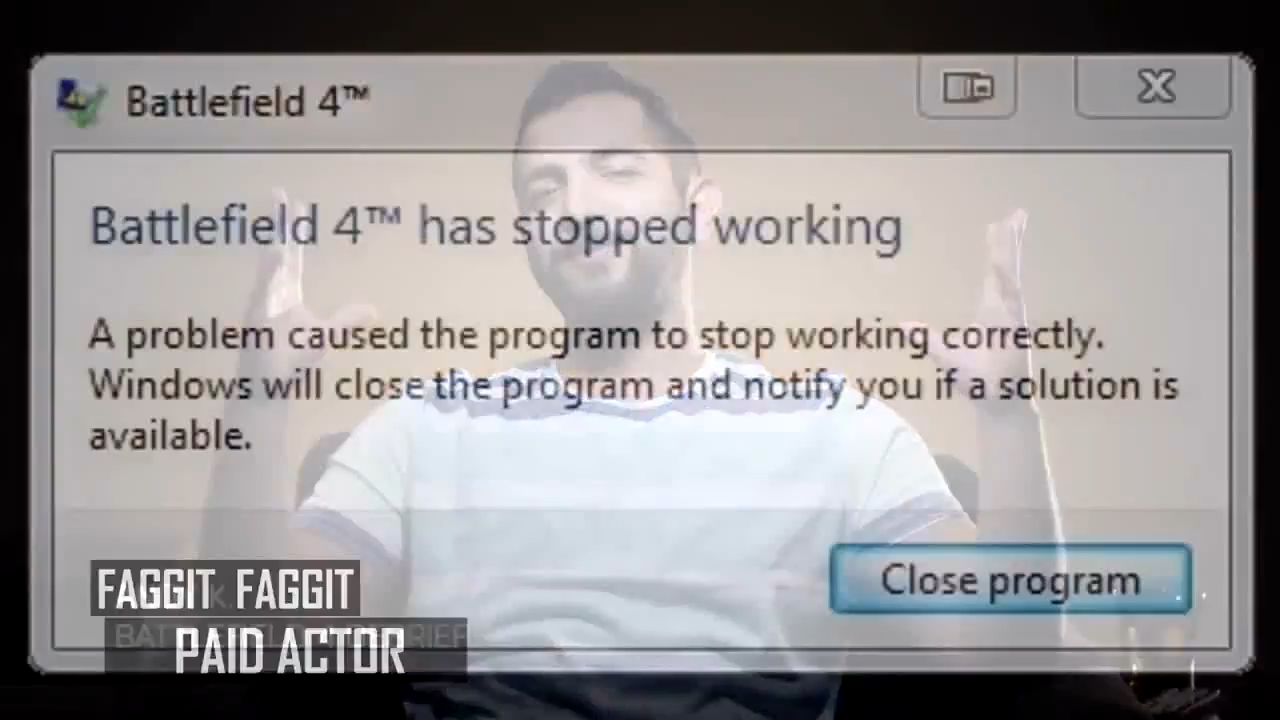 Battlefield 4™
Battlefield 4™ has stopped working
A problem caused the program to stop working correctly.
Windows will close the program and notify you if a solution is
available.
Close program
FAGGIT FAGGIT
PAID ACTOR